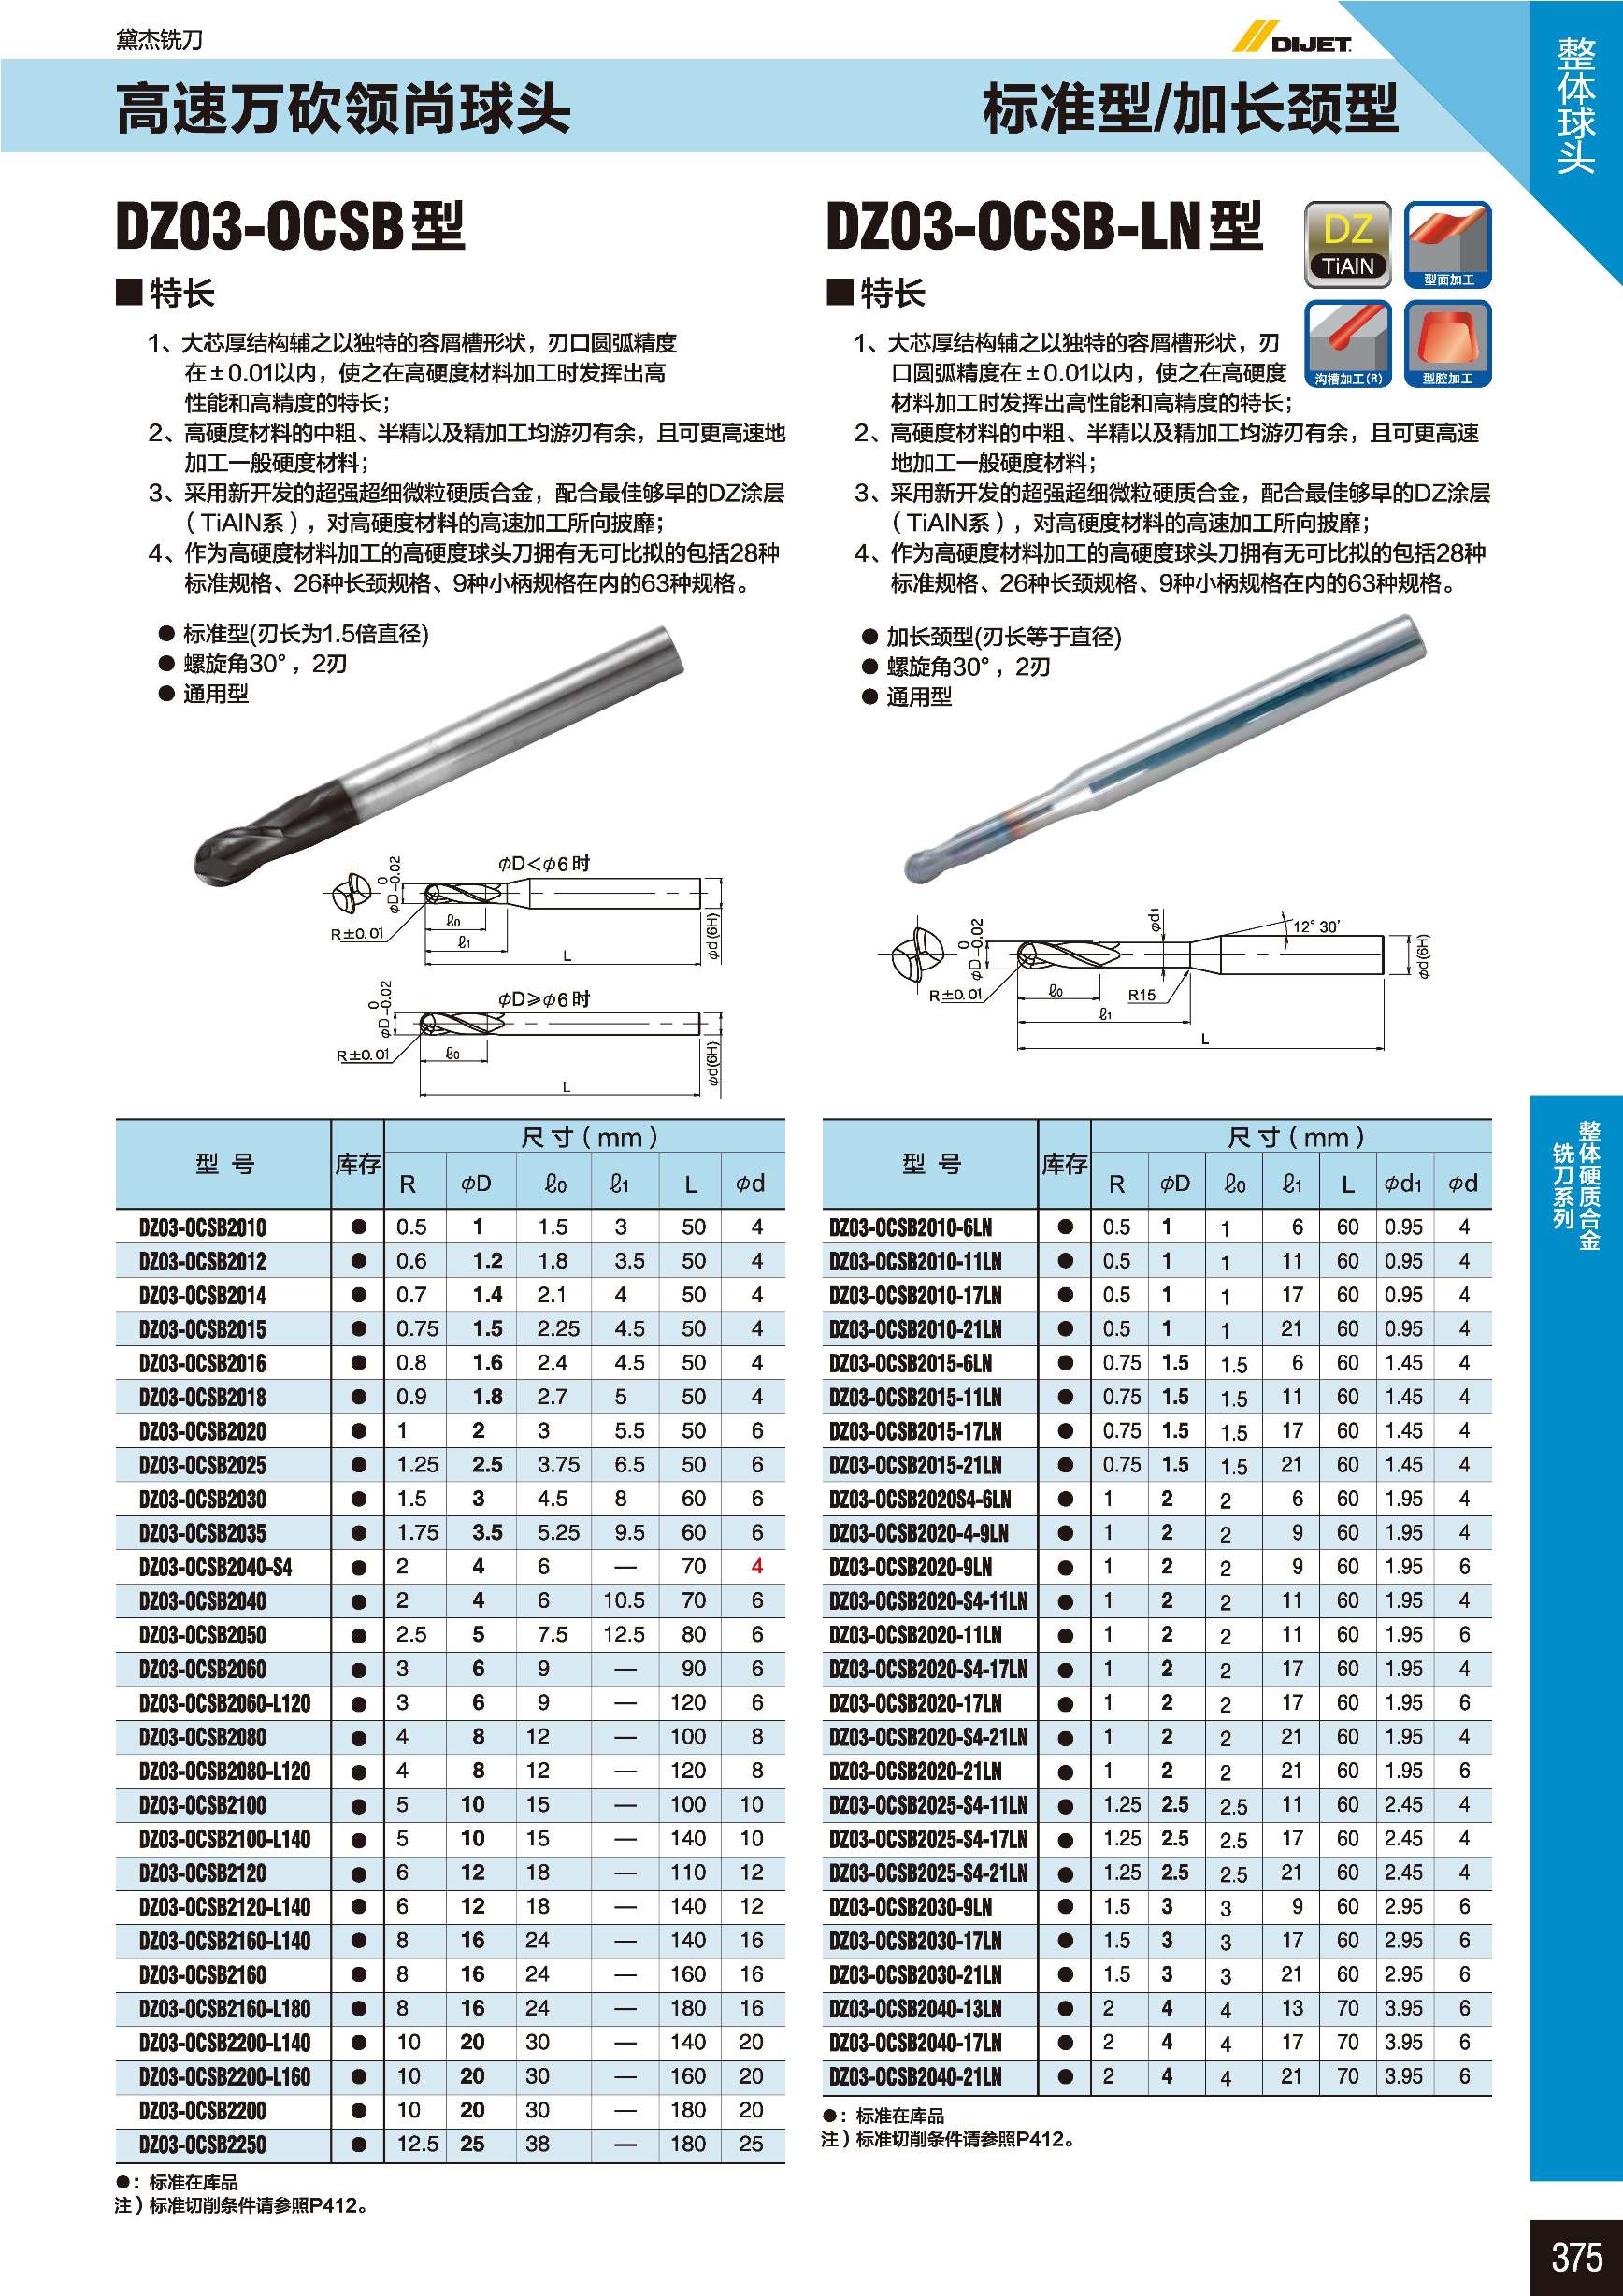 黛杰铣刀
DIJET.
高速万砍领尚球头
标准型/加长颈型
整体球头
DZ03-OCSB型
■特长
1、大芯厚结构辅之以独特的容屑槽形状，刃口圆弧精度
在±0.01以内，使之在高硬度材料加工时发挥出高
性能和高精度的特长；
2、高硬度材料的中粗、半精以及精加工均游刃有余，且可更高速地
加工一般硬度材料；
3、采用新开发的超强超细微粒硬质合金，配合最佳够早的DZ涂层
（TiAlN系），对高硬度材料的高速加工所向披靡；
4、作为高硬度材料加工的高硬度球头刀拥有无可比拟的包括28种
标准规格、26种长颈规格、9种小柄规格在内的63种规格。
● 标准型(刃长为1.5倍直径)
● 螺旋角30°，2刃
● 通用型
φD<φ6时
φD 0 -0.02
R±0.01
ℓ0
ℓ1
L
φd(6H)
φD≥φ6时
φD 0 -0.02
R±0.01
ℓ0
L
φd(6H)
型 号 库存 尺 寸（mm）
R φD ℓ0 ℓ1 L φd
DZ03-OCSB2010 ● 0.5 1 1.5 3 50 4
DZ03-OCSB2012 ● 0.6 1.2 1.8 3.5 50 4
DZ03-OCSB2014 ● 0.7 1.4 2.1 4 50 4
DZ03-OCSB2015 ● 0.75 1.5 2.25 4.5 50 4
DZ03-OCSB2016 ● 0.8 1.6 2.4 4.5 50 4
DZ03-OCSB2018 ● 0.9 1.8 2.7 5 50 4
DZ03-OCSB2020 ● 1 2 3 5.5 50 6
DZ03-OCSB2025 ● 1.25 2.5 3.75 6.5 50 6
DZ03-OCSB2030 ● 1.5 3 4.5 8 60 6
DZ03-OCSB2035 ● 1.75 3.5 5.25 9.5 60 6
DZ03-OCSB2040-S4 ● 2 4 6 — 70 4
DZ03-OCSB2040 ● 2 4 6 10.5 70 6
DZ03-OCSB2050 ● 2.5 5 7.5 12.5 80 6
DZ03-OCSB2060 ● 3 6 9 — 90 6
DZ03-OCSB2060-L120 ● 3 6 9 — 120 6
DZ03-OCSB2080 ● 4 8 12 — 100 8
DZ03-OCSB2080-L120 ● 4 8 12 — 120 8
DZ03-OCSB2100 ● 5 10 15 — 100 10
DZ03-OCSB2100-L140 ● 5 10 15 — 140 10
DZ03-OCSB2120 ● 6 12 18 — 110 12
DZ03-OCSB2120-L140 ● 6 12 18 — 140 12
DZ03-OCSB2160-L140 ● 8 16 24 — 140 16
DZ03-OCSB2160 ● 8 16 24 — 160 16
DZ03-OCSB2160-L180 ● 8 16 24 — 180 16
DZ03-OCSB2200-L140 ● 10 20 30 — 140 20
DZ03-OCSB2200-L160 ● 10 20 30 — 160 20
DZ03-OCSB2200 ● 10 20 30 — 180 20
DZ03-OCSB2250 ● 12.5 25 38 — 180 25
●：标准在库品
注）标准切削条件请参照P412。
DZ03-OCSB-LN型
DZ
TiAlN
型面加工
沟槽加工(R)
型腔加工
■特长
1、大芯厚结构辅之以独特的容屑槽形状，刃
口圆弧精度在±0.01以内，使之在高硬度
材料加工时发挥出高性能和高精度的特长；
2、高硬度材料的中粗、半精以及精加工均游刃有余，且可更高速
地加工一般硬度材料；
3、采用新开发的超强超细微粒硬质合金，配合最佳够早的DZ涂层
（TiAlN系），对高硬度材料的高速加工所向披靡；
4、作为高硬度材料加工的高硬度球头刀拥有无可比拟的包括28种
标准规格、26种长颈规格、9种小柄规格在内的63种规格。
● 加长颈型(刃长等于直径)
● 螺旋角30°，2刃
● 通用型
φD 0 -0.02
φd1
12°30′
φd(6H)
R±0.01
ℓ0
R15
ℓ1
L
型 号 库存 尺 寸（mm）
R φD ℓ0 ℓ1 L φd1 φd
DZ03-OCSB2010-6LN ● 0.5 1 1 6 60 0.95 4
DZ03-OCSB2010-11LN ● 0.5 1 1 11 60 0.95 4
DZ03-OCSB2010-17LN ● 0.5 1 1 17 60 0.95 4
DZ03-OCSB2010-21LN ● 0.5 1 1 21 60 0.95 4
DZ03-OCSB2015-6LN ● 0.75 1.5 1.5 6 60 1.45 4
DZ03-OCSB2015-11LN ● 0.75 1.5 1.5 11 60 1.45 4
DZ03-OCSB2015-17LN ● 0.75 1.5 1.5 17 60 1.45 4
DZ03-OCSB2015-21LN ● 0.75 1.5 1.5 21 60 1.45 4
DZ03-OCSB2020S4-6LN ● 1 2 2 6 60 1.95 4
DZ03-OCSB2020-4-9LN ● 1 2 2 9 60 1.95 4
DZ03-OCSB2020-9LN ● 1 2 2 9 60 1.95 6
DZ03-OCSB2020-S4-11LN ● 1 2 2 11 60 1.95 4
DZ03-OCSB2020-11LN ● 1 2 2 11 60 1.95 6
DZ03-OCSB2020-S4-17LN ● 1 2 2 17 60 1.95 4
DZ03-OCSB2020-17LN ● 1 2 2 17 60 1.95 6
DZ03-OCSB2020-S4-21LN ● 1 2 2 21 60 1.95 4
DZ03-OCSB2020-21LN ● 1 2 2 21 60 1.95 6
DZ03-OCSB2025-S4-11LN ● 1.25 2.5 2.5 11 60 2.45 4
DZ03-OCSB2025-S4-17LN ● 1.25 2.5 2.5 17 60 2.45 4
DZ03-OCSB2025-S4-21LN ● 1.25 2.5 2.5 21 60 2.45 4
DZ03-OCSB2030-9LN ● 1.5 3 3 9 60 2.95 6
DZ03-OCSB2030-17LN ● 1.5 3 3 17 60 2.95 6
DZ03-OCSB2030-21LN ● 1.5 3 3 21 60 2.95 6
DZ03-OCSB2040-13LN ● 2 4 4 13 70 3.95 6
DZ03-OCSB2040-17LN ● 2 4 4 17 70 3.95 6
DZ03-OCSB2040-21LN ● 2 4 4 21 70 3.95 6
●：标准在库品
注）标准切削条件请参照P412。
整体硬质合金
铣刀系列
375